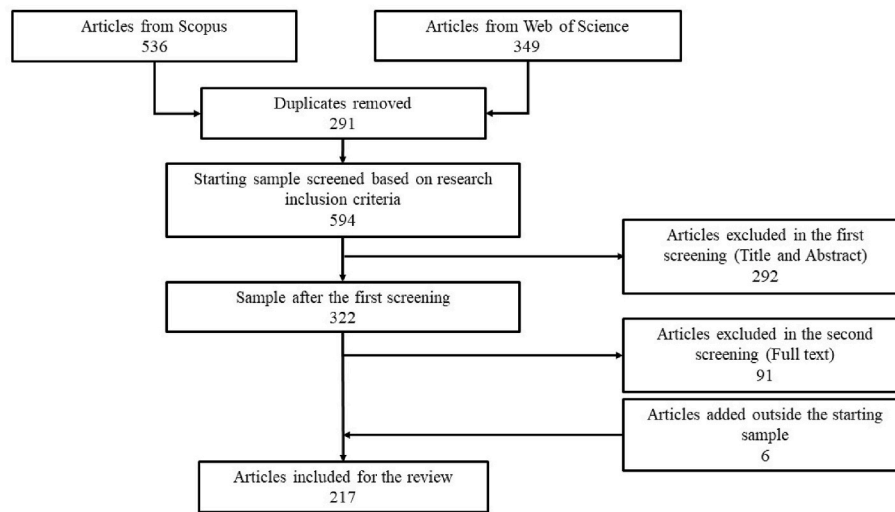 Articles from Scopus
536
Articles from Web of Science
349
Duplicates removed
291
Starting sample screened based on research
inclusion criteria
594
Articles excluded in the first
screening (Title and Abstract)
292
Sample after the first screening
322
Articles excluded in the second
screening (Full text)
91
Articles added outside the starting
sample
6
Articles included for the review
217